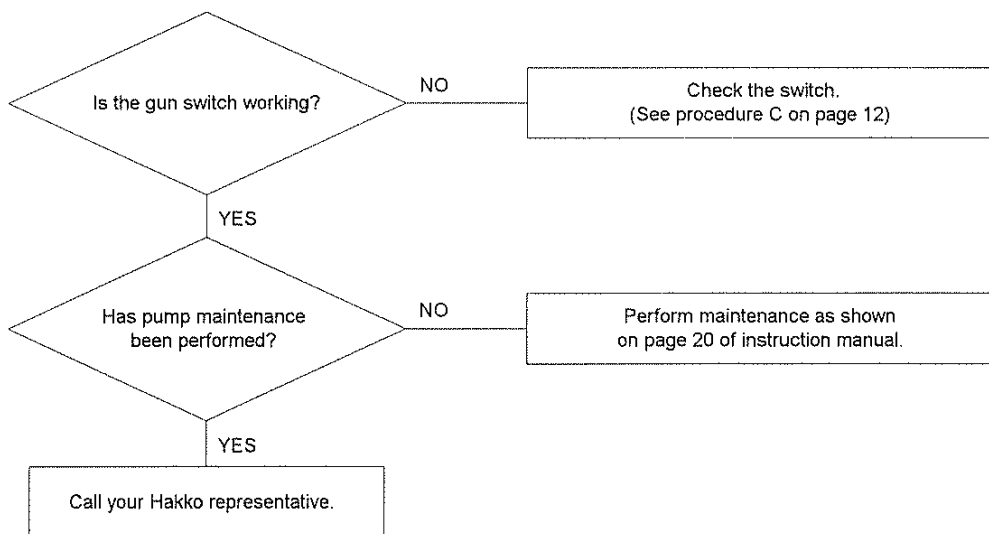 Is the gun switch working?
NO
Check the switch.
(See procedure C on page 12)
YES
Has pump maintenance
been performed?
NO
Perform maintenance as shown
on page 20 of instruction manual.
YES
Call your Hakko representative.